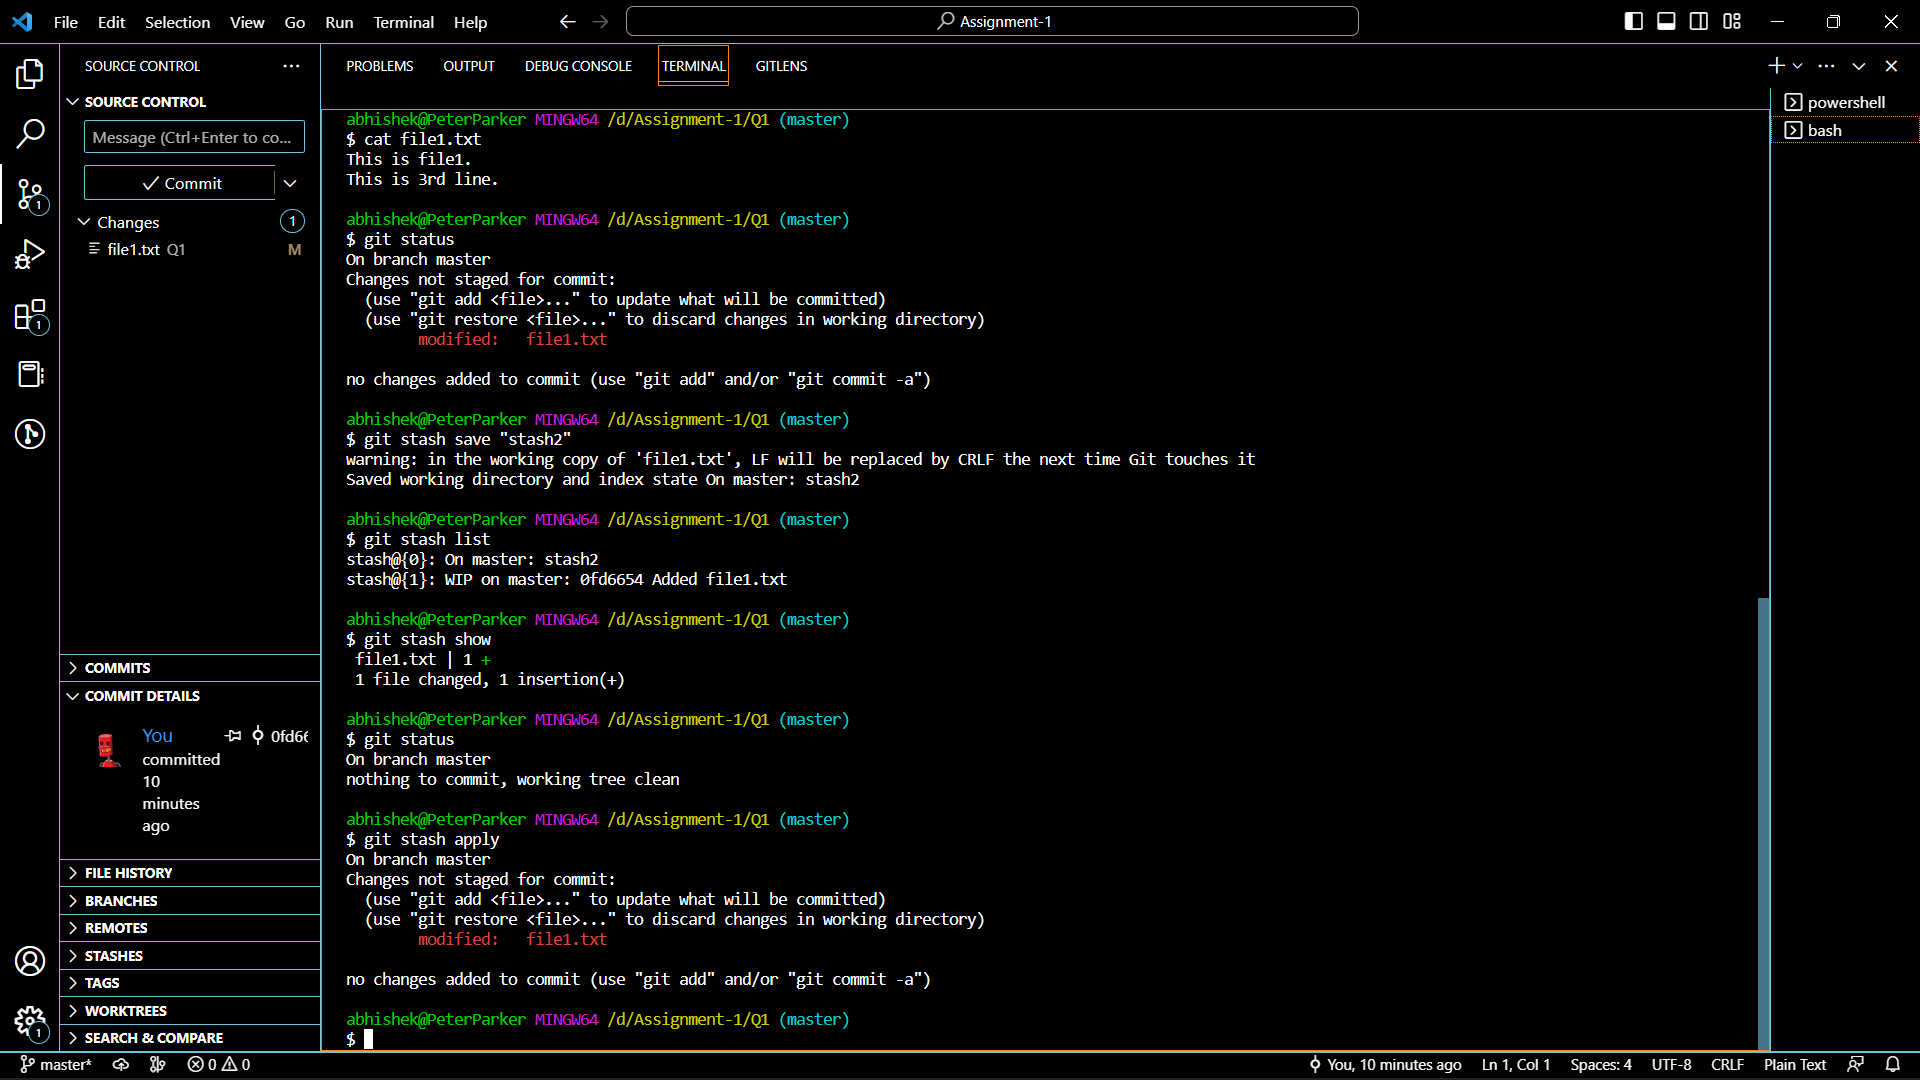 File Edit Selection View Go Run Terminal Help
Assignment-1
SOURCE CONTROL
SOURCE CONTROL
Message (Ctrl+Enter to co...
Commit
Changes 1
file1.txt Q1 M
1
1
1
COMMITS
COMMIT DETAILS
You 0fd66
committed
10
minutes
ago
FILE HISTORY
BRANCHES
REMOTES
STASHES
TAGS
WORKTREES
SEARCH & COMPARE
PROBLEMS OUTPUT DEBUG CONSOLE TERMINAL GITLENS
abhishek@PeterParker MINGW64 /d/Assignment-1/Q1 (master)
$ cat file1.txt
This is file1.
This is 3rd line.
abhishek@PeterParker MINGW64 /d/Assignment-1/Q1 (master)
$ git status
On branch master
Changes not staged for commit:
(use "git add <file>..." to update what will be committed)
(use "git restore <file>..." to discard changes in working directory)
modified: file1.txt
no changes added to commit (use "git add" and/or "git commit -a")
abhishek@PeterParker MINGW64 /d/Assignment-1/Q1 (master)
$ git stash save "stash2"
warning: in the working copy of 'file1.txt', LF will be replaced by CRLF the next time Git touches it
Saved working directory and index state On master: stash2
abhishek@PeterParker MINGW64 /d/Assignment-1/Q1 (master)
$ git stash list
stash@{0}: On master: stash2
stash@{1}: WIP on master: 0fd6654 Added file1.txt
abhishek@PeterParker MINGW64 /d/Assignment-1/Q1 (master)
$ git stash show
file1.txt | 1 +
1 file changed, 1 insertion(+)
abhishek@PeterParker MINGW64 /d/Assignment-1/Q1 (master)
$ git status
On branch master
nothing to commit, working tree clean
abhishek@PeterParker MINGW64 /d/Assignment-1/Q1 (master)
$ git stash apply
On branch master
Changes not staged for commit:
(use "git add <file>..." to update what will be committed)
(use "git restore <file>..." to discard changes in working directory)
modified: file1.txt
no changes added to commit (use "git add" and/or "git commit -a")
abhishek@PeterParker MINGW64 /d/Assignment-1/Q1 (master)
$
powershell
bash
master* 0 0 You, 10 minutes ago Ln 1, Col 1 Spaces: 4 UTF-8 CRLF Plain Text